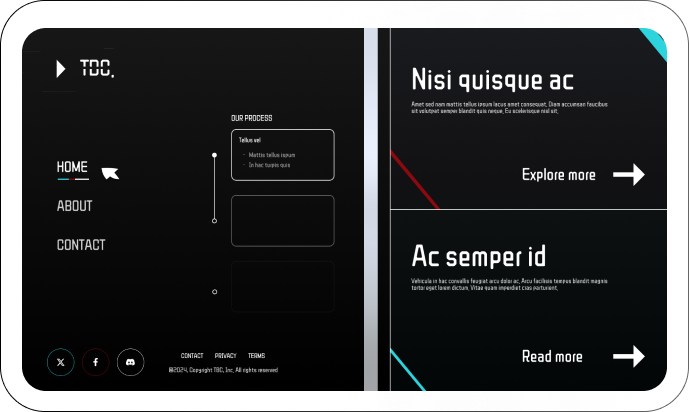 TBC.
HOME
ABOUT
CONTACT
OUR PROCESS
Tellus vel
Mattis tellus ipsum
In hac turpis quis
CONTACT PRIVACY TERMS
©2024, Copyright TBC, Inc, All rights reserved
Nisi quisque ac
Amet sed nam mattis tellus ipsum lacus amet consequat. Diam accumsan faucibus
sit volutpat semper blandit quis neque. Eu scelerisque nisl sit.
Explore more
Ac semper id
Vehicula in hac convallis feugiat arcu dolor ac. Arcu facilisis tempus blandit magnis
tortor eget lorem dictum. Vitae quam imperdiet cras parturient.
Read more